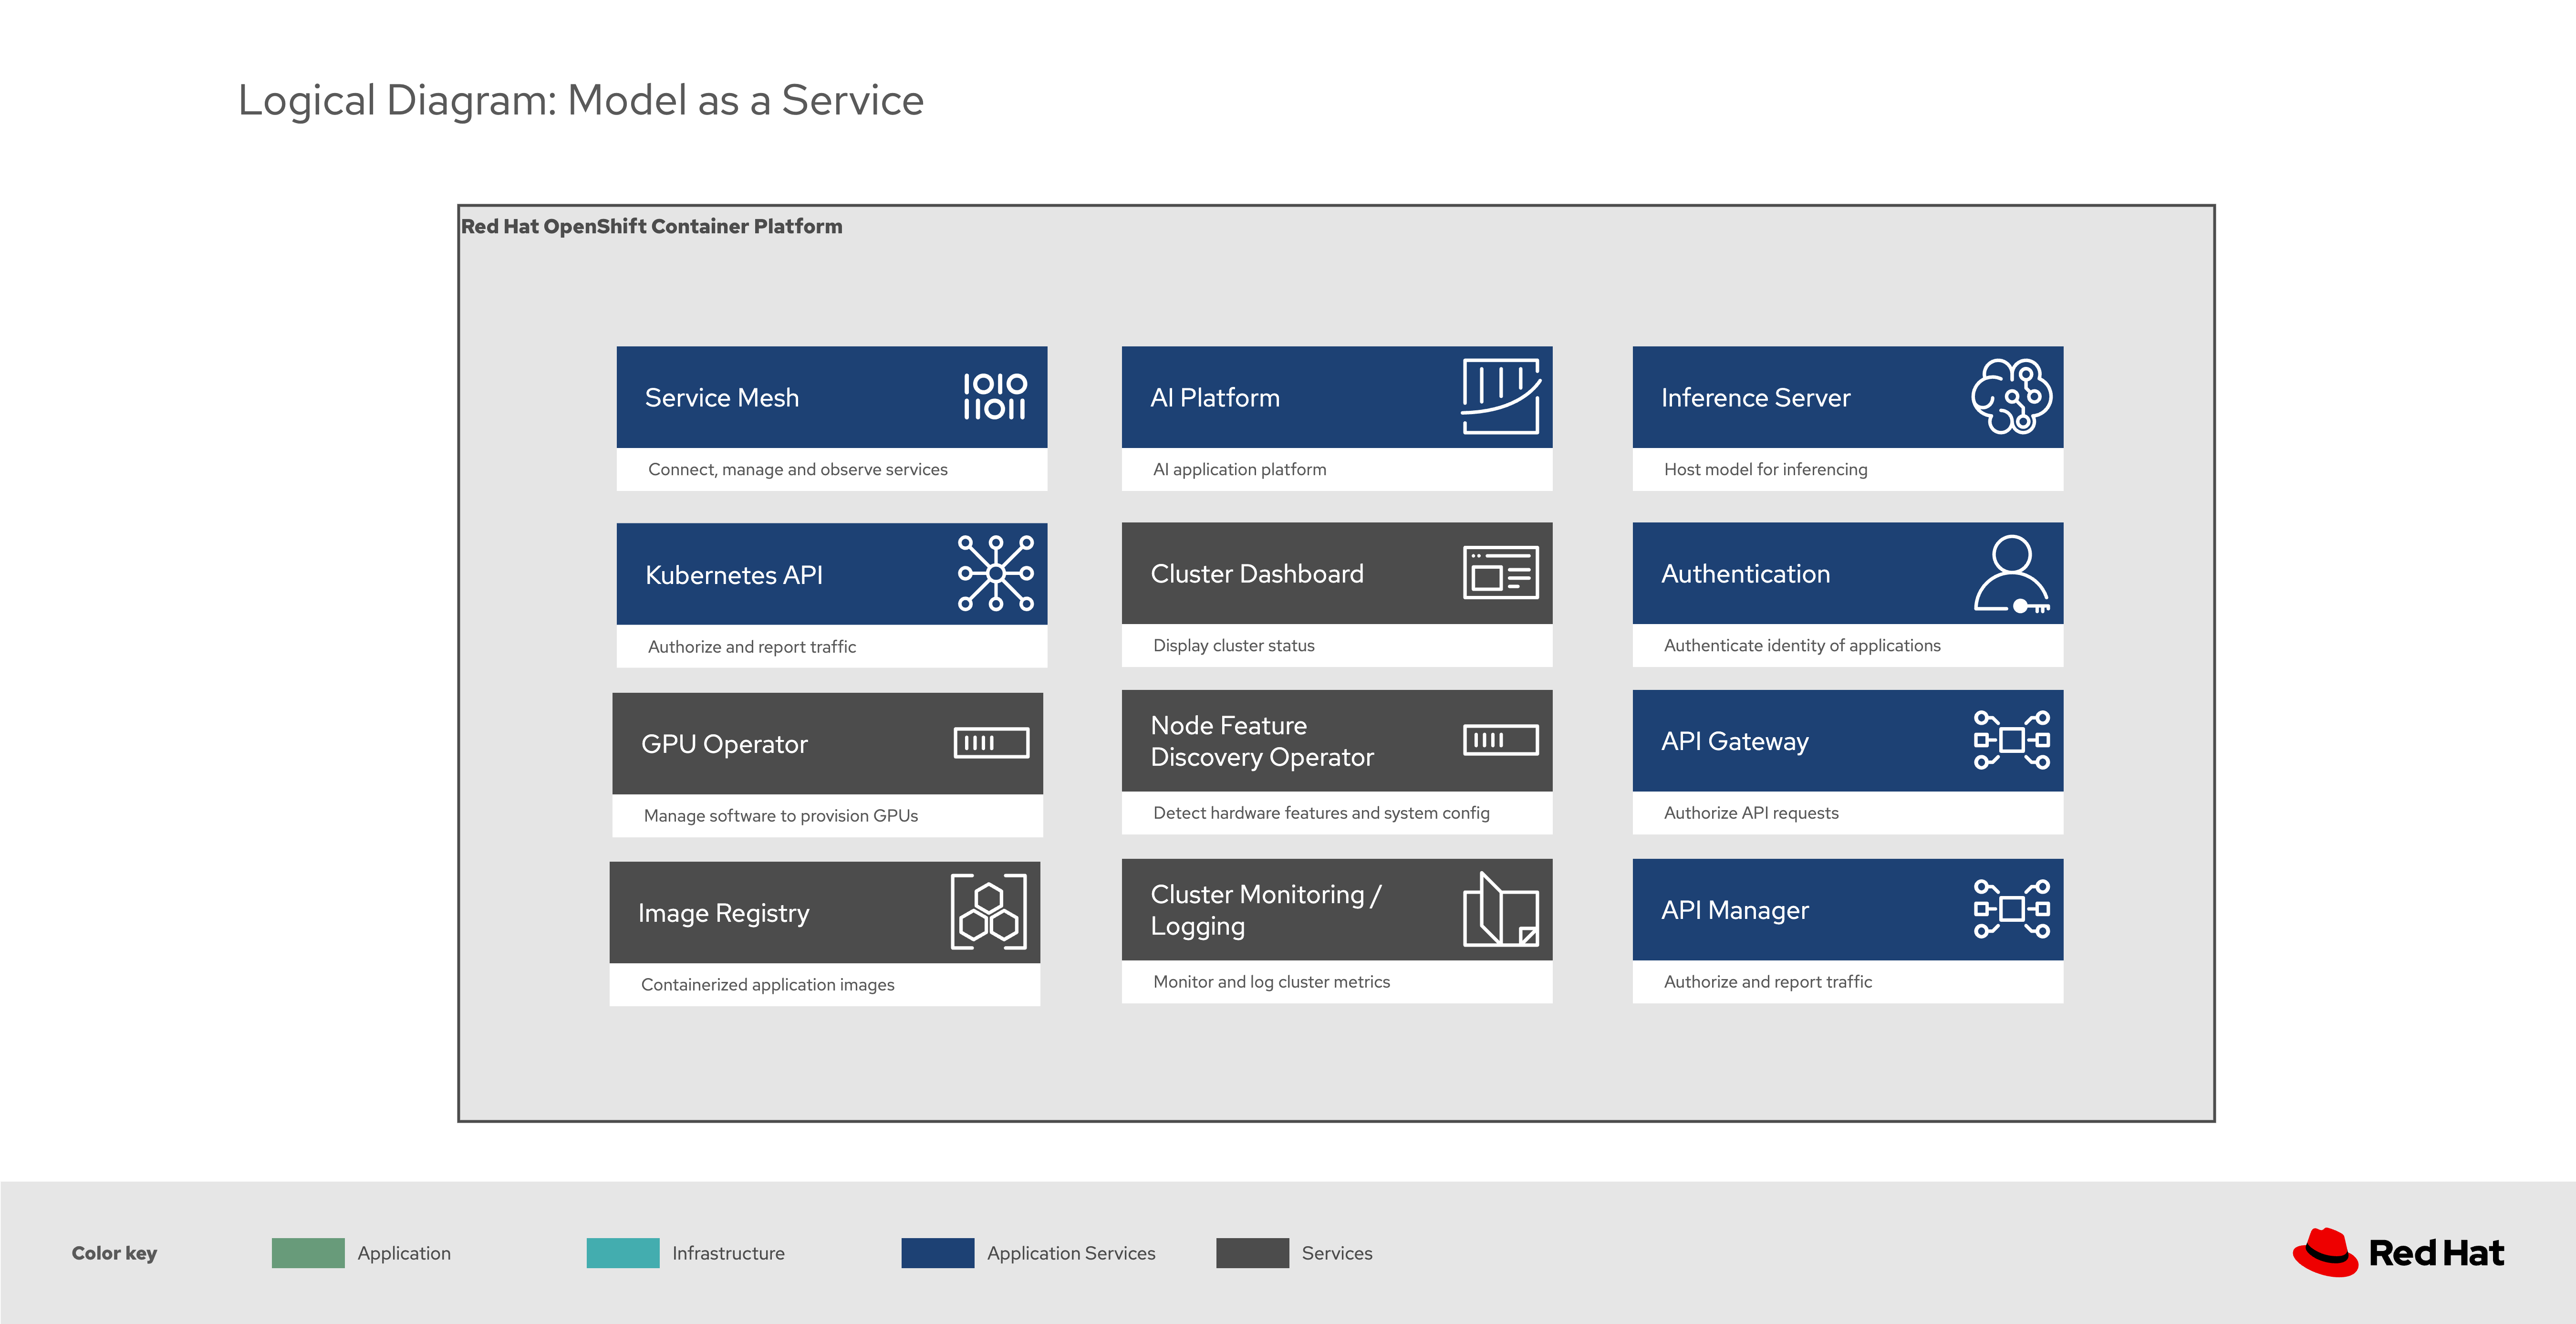 Logical Diagram: Model as a Service
Red Hat OpenShift Container Platform
Service Mesh
Connect, manage and observe services
AI Platform
AI application platform
Inference Server
Host model for inferencing
Kubernetes API
Authorize and report traffic
Cluster Dashboard
Display cluster status
Authentication
Authenticate identity of applications
GPU Operator
Manage software to provision GPUs
Node Feature
Discovery Operator
Detect hardware features and system config
API Gateway
Authorize API requests
Image Registry
Containerized application images
Cluster Monitoring /
Logging
Monitor and log cluster metrics
API Manager
Authorize and report traffic
Color key
Application
Infrastructure
Application Services
Services
Red Hat